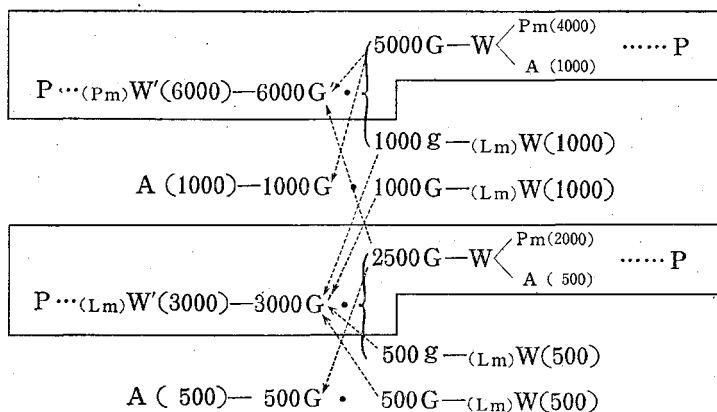 5000G—W Pm(4000) ……P
A (1000)
P…(Pm)W′(6000)—6000G •
1000g—(Lm)W(1000)
A (1000)—1000G • 1000G—(Lm)W(1000)
2500G—W Pm(2000) ……P
A ( 500)
P…(Lm)W′(3000)—3000G •
500g—(Lm)W(500)
A ( 500)— 500G • 500G—(Lm)W(500)